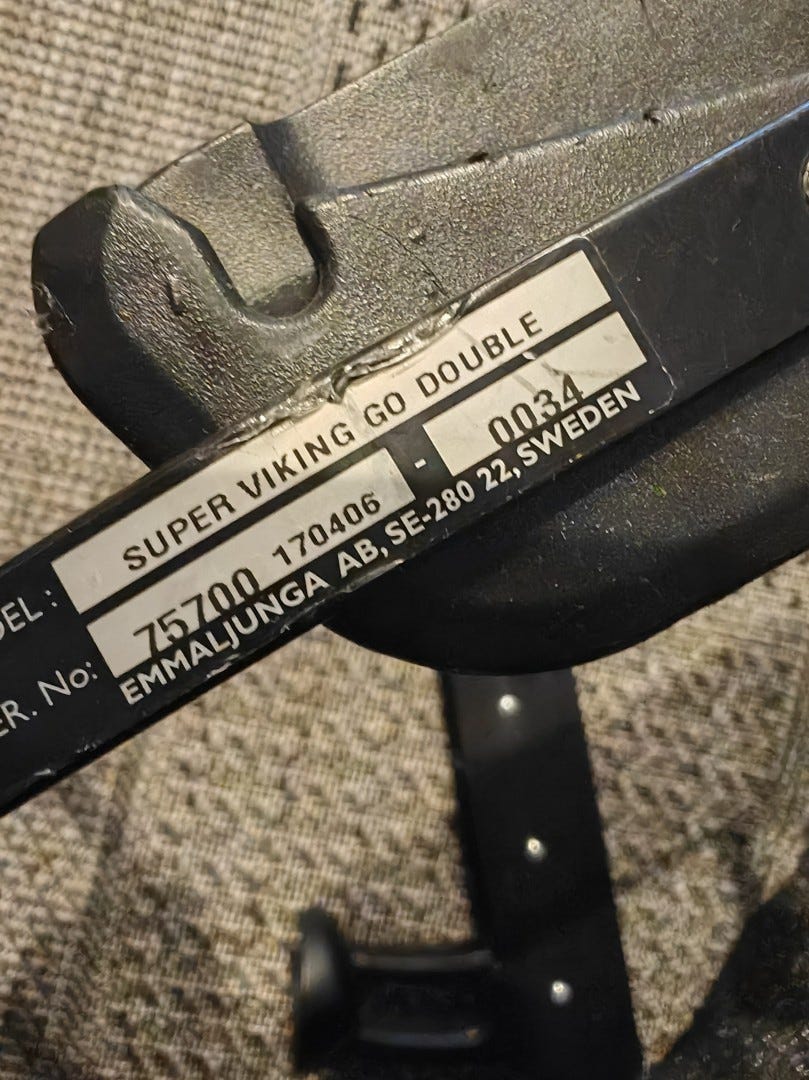 DEL: SUPER VIKING GO DOUBLE
ER. No: 75700 170406 - 0034
EMMALJUNGA AB, SE-280 22, SWEDEN